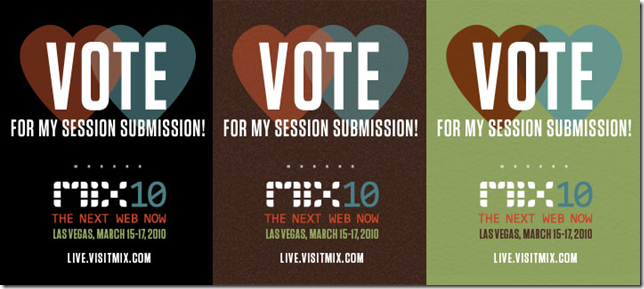 VOTE
FOR MY SESSION SUBMISSION!
MIX10
THE NEXT WEB NOW
LAS VEGAS, MARCH 15-17, 2010
LIVE.VISITMIX.COM
VOTE
FOR MY SESSION SUBMISSION!
MIX10
THE NEXT WEB NOW
LAS VEGAS, MARCH 15-17, 2010
LIVE.VISITMIX.COM
VOTE
FOR MY SESSION SUBMISSION!
MIX10
THE NEXT WEB NOW
LAS VEGAS, MARCH 15-17, 2010
LIVE.VISITMIX.COM